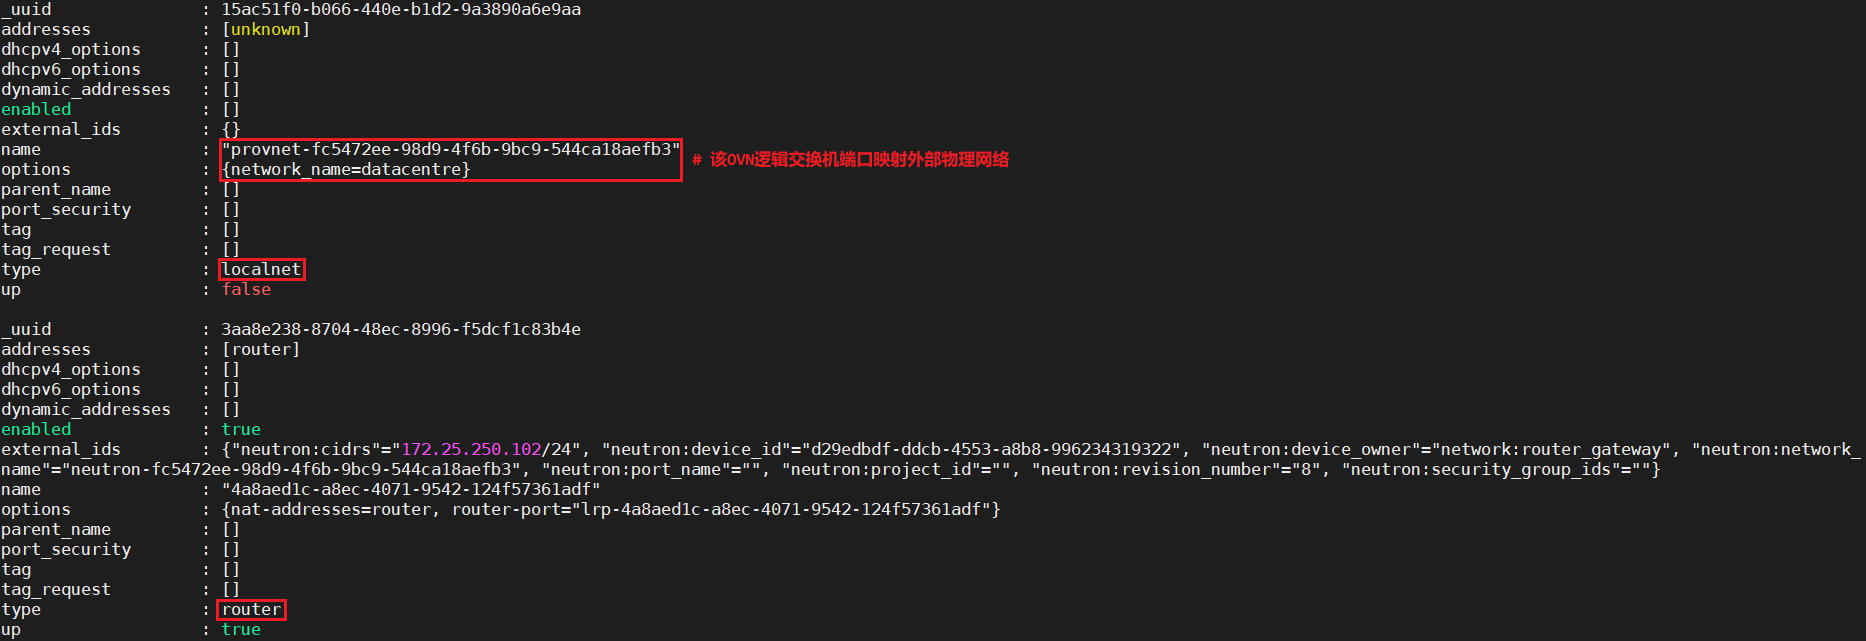 _uuid               : 15ac51f0-b066-440e-b1d2-9a3890a6e9aa
addresses           : [unknown]
dhcpv4_options      : []
dhcpv6_options      : []
dynamic_addresses   : []
enabled             : []
external_ids        : {}
name                : "provnet-fc5472ee-98d9-4f6b-9bc9-544ca18aefb3"
# 该OVN逻辑交换机端口映射外部物理网络
options             : {network_name=datacentre}
parent_name         : []
port_security       : []
tag                 : []
tag_request         : []
type                : localnet
up                  : false
_uuid               : 3aa8e238-8704-48ec-8996-f5dcf1c83b4e
addresses           : [router]
dhcpv4_options      : []
dhcpv6_options      : []
dynamic_addresses   : []
enabled             : true
external_ids        : {"neutron:cidrs"="172.25.250.102/24", "neutron:device_id"="d29edbdf-ddcb-4553-a8b8-996234319322", "neutron:device_owner"="network:router_gateway", "neutron:network_
name"="neutron-fc5472ee-98d9-4f6b-9bc9-544ca18aefb3", "neutron:port_name"="", "neutron:project_id"="", "neutron:revision_number"="8", "neutron:security_group_ids"=""}
name                : "4a8aed1c-a8ec-4071-9542-124f57361adf"
options             : {nat-addresses=router, router-port="lrp-4a8aed1c-a8ec-4071-9542-124f57361adf"}
parent_name         : []
port_security       : []
tag                 : []
tag_request         : []
type                : router
up                  : true